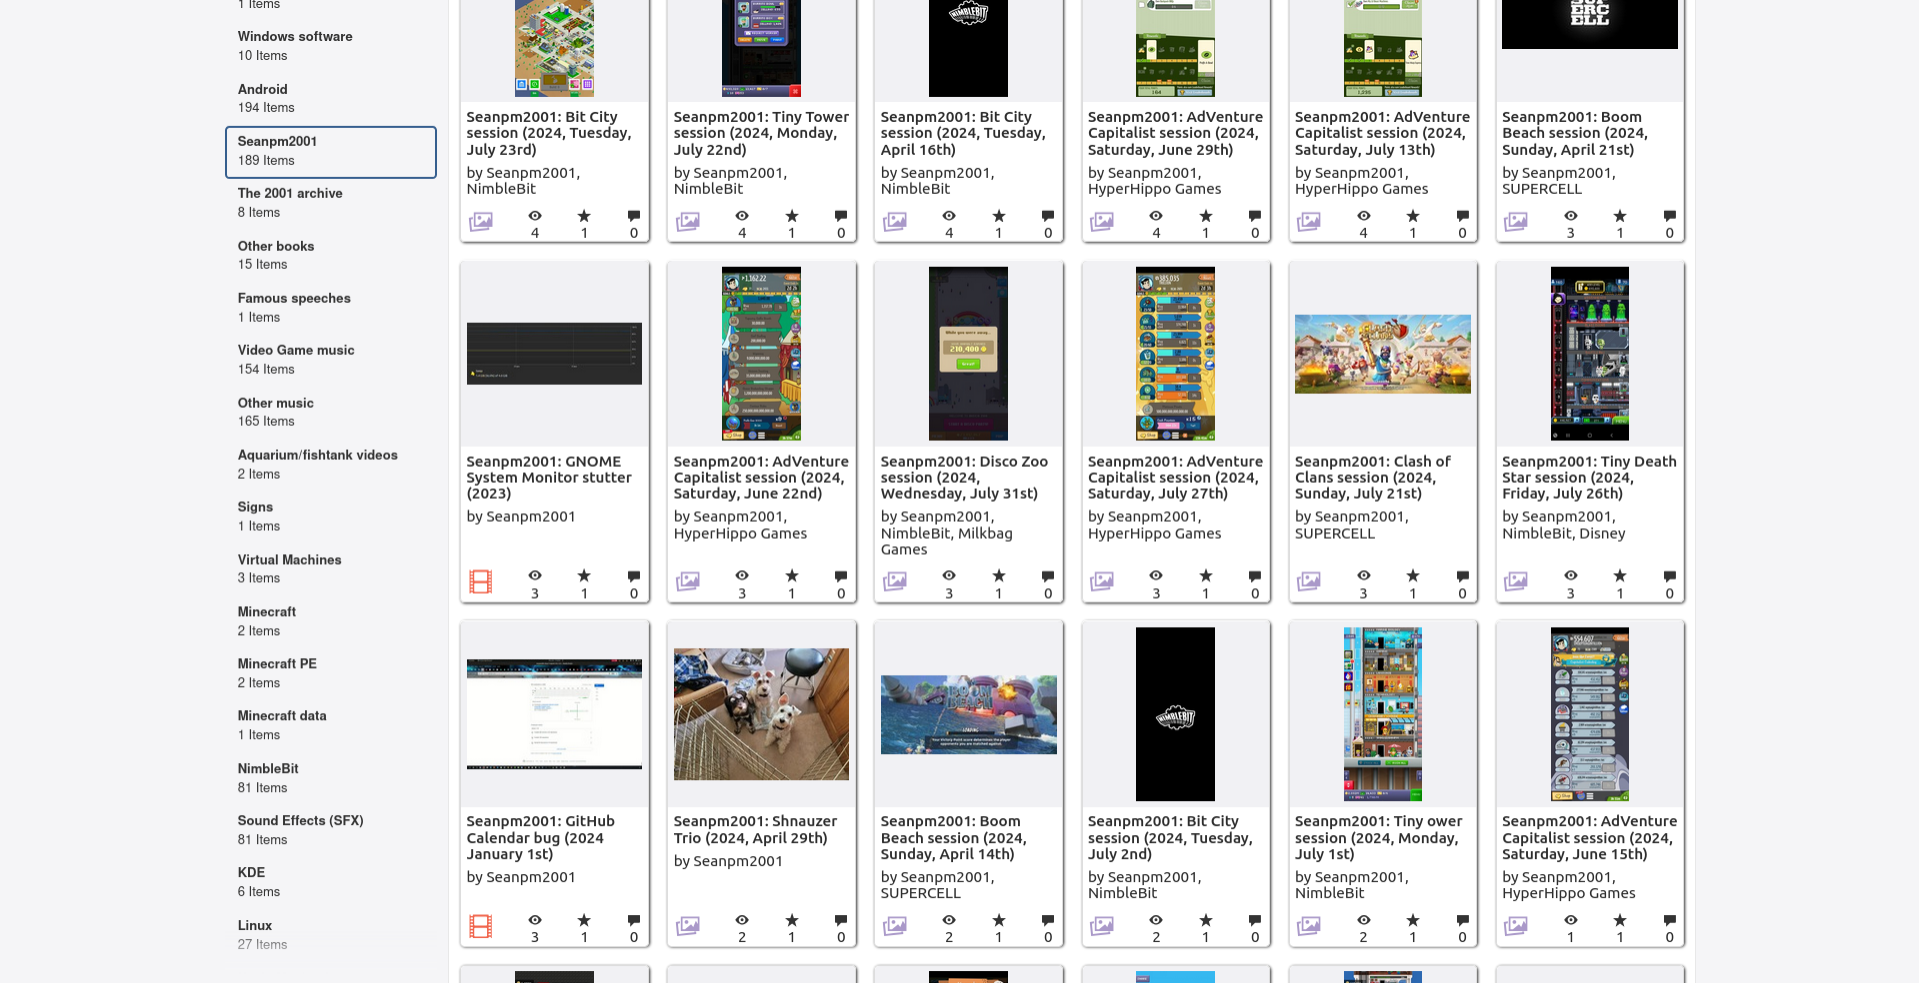 1 Items
Windows software
10 Items
Android
194 Items
Seanpm2001
189 Items
The 2001 archive
8 Items
Other books
15 Items
Famous speeches
1 Items
Video Game music
154 Items
Other music
165 Items
Aquarium/fishtank videos
2 Items
Signs
1 Items
Virtual Machines
3 Items
Minecraft
2 Items
Minecraft PE
2 Items
Minecraft data
1 Items
NimbleBit
81 Items
Sound Effects (SFX)
81 Items
KDE
6 Items
Linux
27 Items
Seanpm2001: Bit City
session (2024, Tuesday,
July 23rd)
by Seanpm2001,
NimbleBit
4 1 0
Seanpm2001: Tiny Tower
session (2024, Monday,
July 22nd)
by Seanpm2001,
NimbleBit
4 1 0
NIMBLEBIT
Seanpm2001: Bit City
session (2024, Tuesday,
April 16th)
by Seanpm2001,
NimbleBit
4 1 0
Seanpm2001: AdVenture
Capitalist session (2024,
Saturday, June 29th)
by Seanpm2001,
HyperHippo Games
4 1 0
Seanpm2001: AdVenture
Capitalist session (2024,
Saturday, July 13th)
by Seanpm2001,
HyperHippo Games
4 1 0
SUP
ERC
ELL
Seanpm2001: Boom
Beach session (2024,
Sunday, April 21st)
by Seanpm2001,
SUPERCELL
3 1 0
Seanpm2001: GNOME
System Monitor stutter
(2023)
by Seanpm2001
3 1 0
Seanpm2001: AdVenture
Capitalist session (2024,
Saturday, June 22nd)
by Seanpm2001,
HyperHippo Games
3 1 0
While you were away...
210,400
Seanpm2001: Disco Zoo
session (2024,
Wednesday, July 31st)
by Seanpm2001,
NimbleBit, Milkbag
Games
3 1 0
Seanpm2001: AdVenture
Capitalist session (2024,
Saturday, July 27th)
by Seanpm2001,
HyperHippo Games
3 1 0
Seanpm2001: Clash of
Clans session (2024,
Sunday, July 21st)
by Seanpm2001,
SUPERCELL
3 1 0
Seanpm2001: Tiny Death
Star session (2024,
Friday, July 26th)
by Seanpm2001,
NimbleBit, Disney
3 1 0
Seanpm2001: GitHub
Calendar bug (2024
January 1st)
by Seanpm2001
3 1 0
Seanpm2001: Shnauzer
Trio (2024, April 29th)
by Seanpm2001
2 1 0
BOOM
BEACH
Seanpm2001: Boom
Beach session (2024,
Sunday, April 14th)
by Seanpm2001,
SUPERCELL
2 1 0
NIMBLEBIT
Seanpm2001: Bit City
session (2024, Tuesday,
July 2nd)
by Seanpm2001,
NimbleBit
2 1 0
Seanpm2001: Tiny ower
session (2024, Monday,
July 1st)
by Seanpm2001,
NimbleBit
2 1 0
Seanpm2001: AdVenture
Capitalist session (2024,
Saturday, June 15th)
by Seanpm2001,
HyperHippo Games
1 1 0